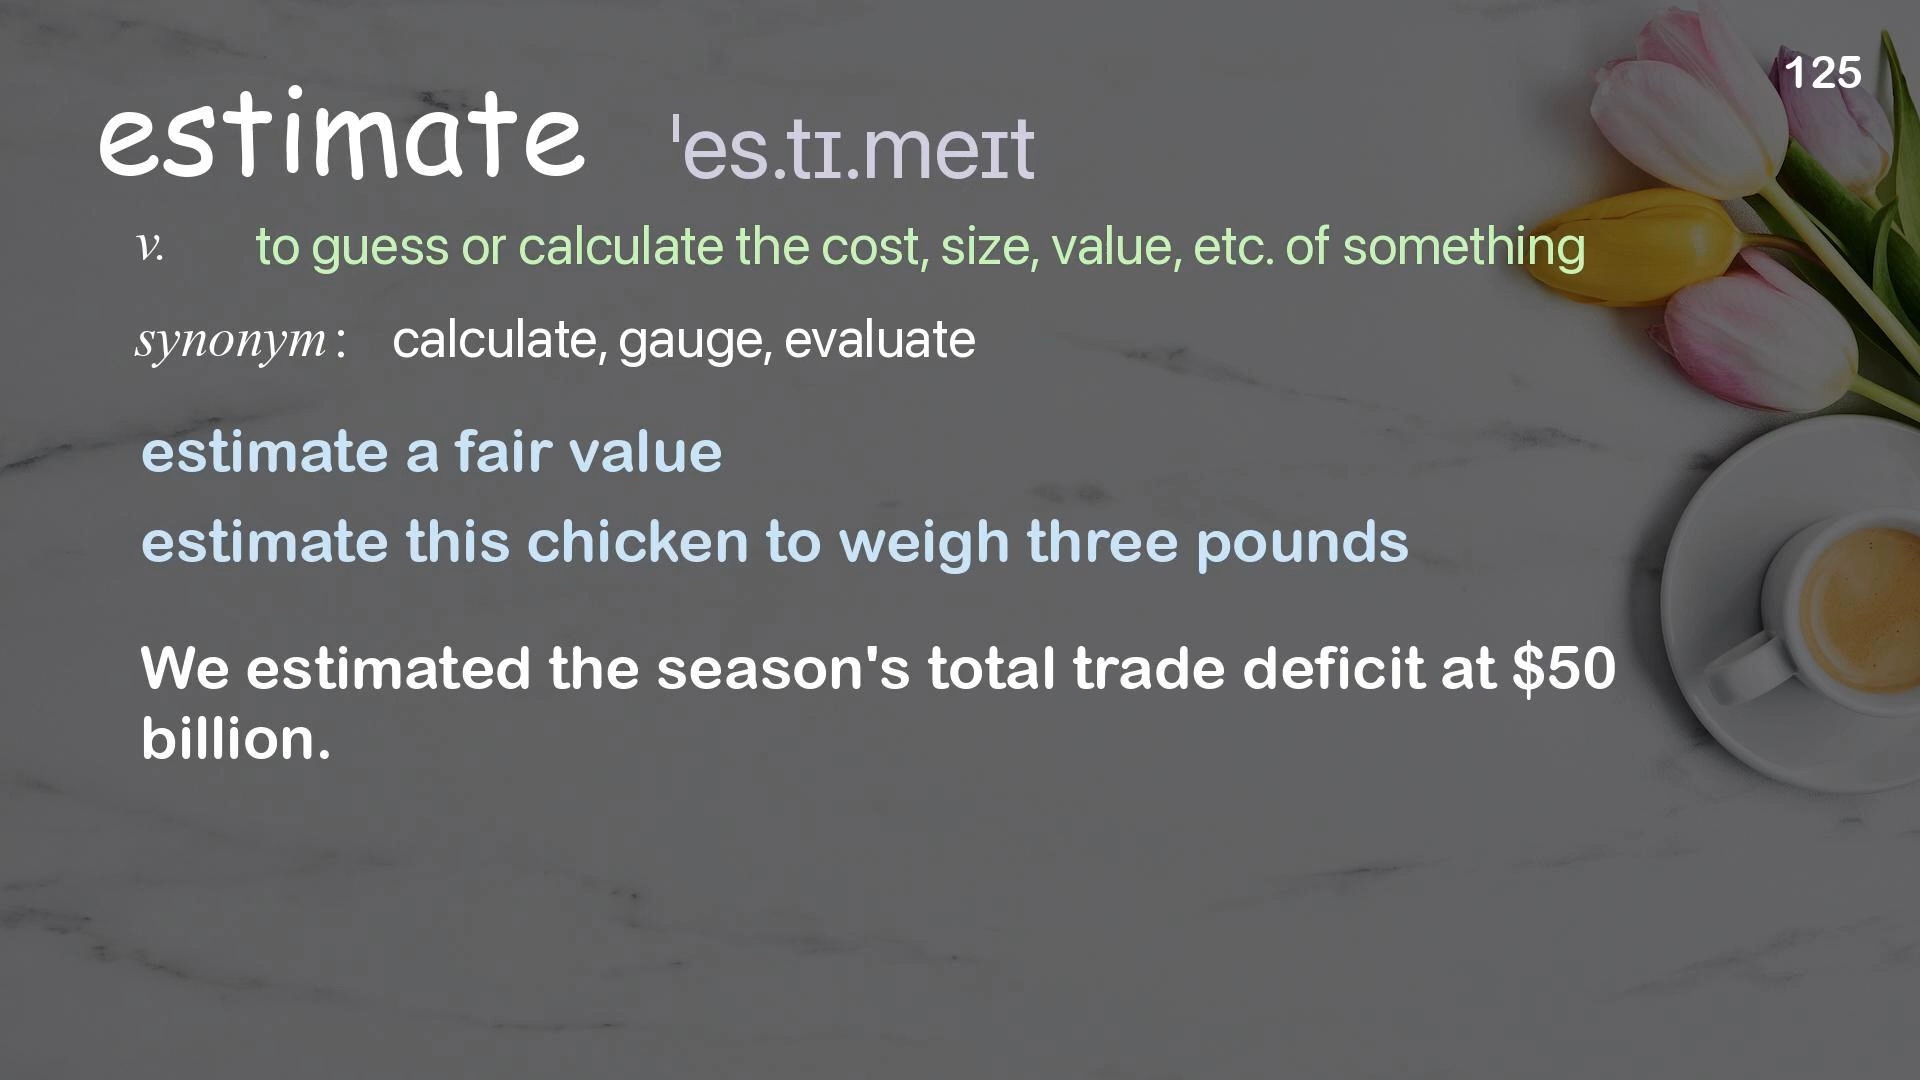 125
estimate ˈes.tɪ.meɪt
v. to guess or calculate the cost, size, value, etc. of something
synonym: calculate, gauge, evaluate
estimate a fair value
estimate this chicken to weigh three pounds
We estimated the season's total trade deficit at $50
billion.